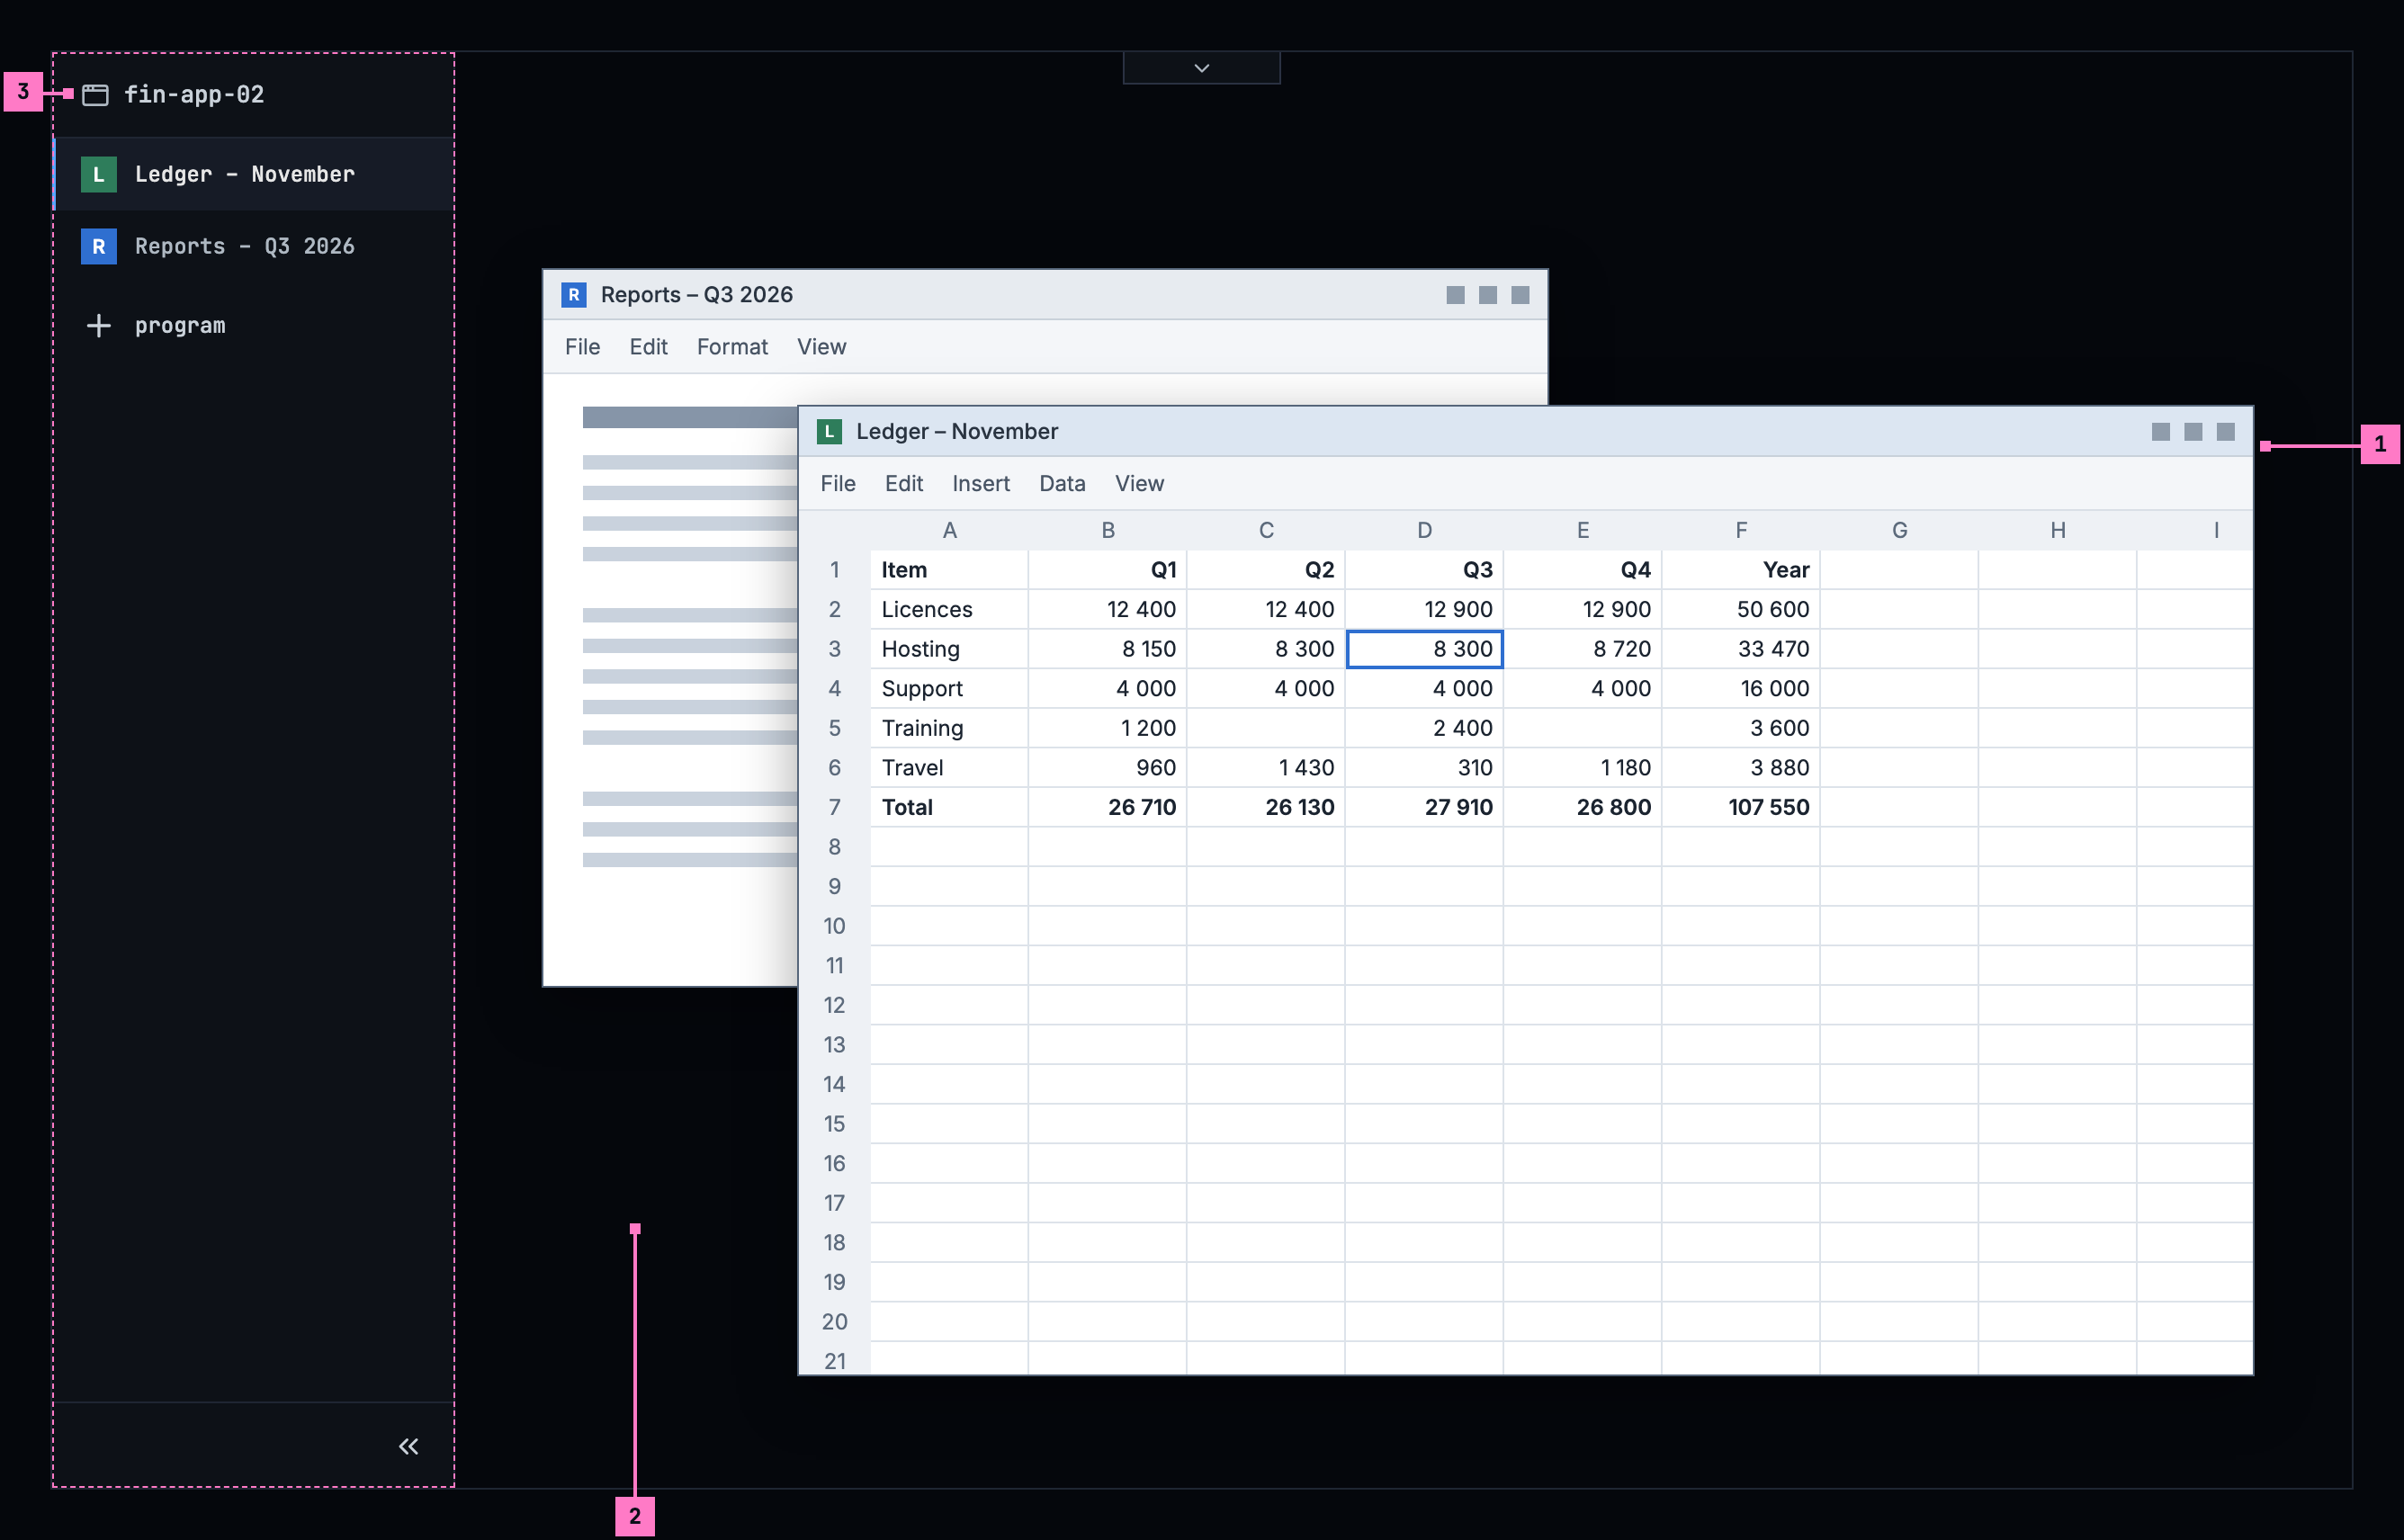 3
fin-app-02
L Ledger – November
R Reports – Q3 2026
+ program
R Reports – Q3 2026
File Edit Format View
L Ledger – November
1
File Edit Insert Data View
A B C D E F G H I
1 Item Q1 Q2 Q3 Q4 Year
2 Licences 12 400 12 400 12 900 12 900 50 600
3 Hosting 8 150 8 300 8 300 8 720 33 470
4 Support 4 000 4 000 4 000 4 000 16 000
5 Training 1 200 2 400 3 600
6 Travel 960 1 430 310 1 180 3 880
7 Total 26 710 26 130 27 910 26 800 107 550
8
9
10
11
12
13
14
15
16
17
18
19
20
21
2